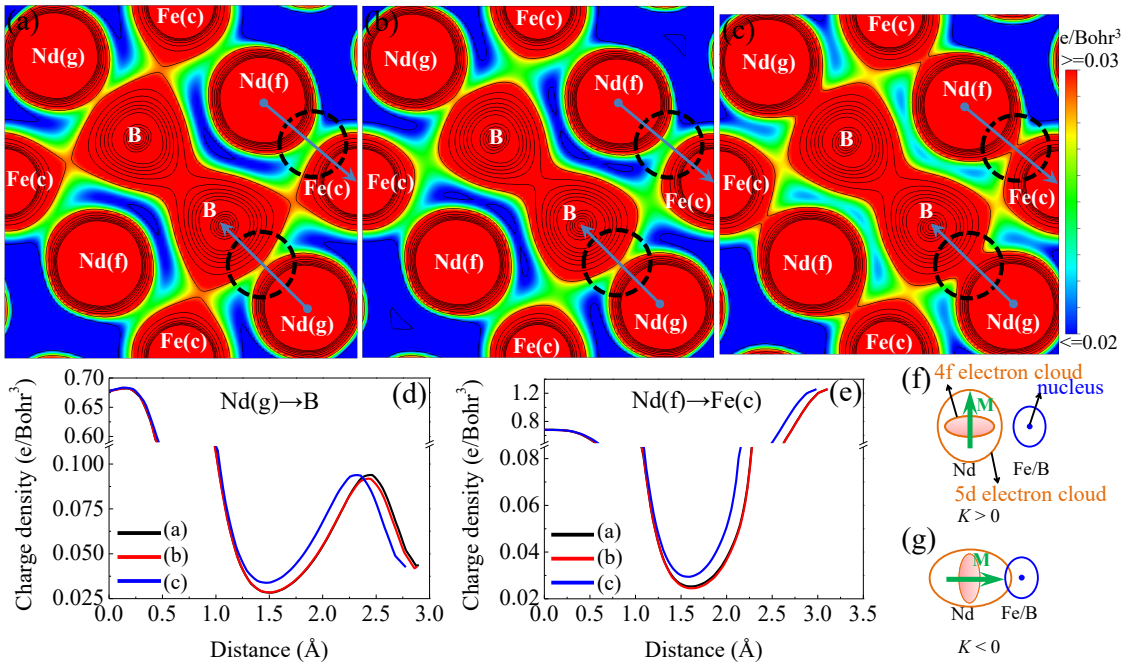 (a)
Fe(c)
Nd(g)
Nd(f)
B
Fe(c)
Fe(c)
B
Nd(f)
Nd(g)
Fe(c)
(b)
Fe(c)
Nd(g)
Nd(f)
B
Fe(c)
Fe(c)
B
Nd(f)
Nd(g)
Fe(c)
(c)
Fe(c)
Nd(g)
Nd(f)
B
Fe(c)
Fe(c)
B
Nd(f)
Nd(g)
Fe(c)
e/Bohr³
>=0.03
<=0.02
(d)
Nd(g)→B
Charge density (e/Bohr³)
0.70
0.65
0.60
0.100
0.075
0.050
0.025
(a)
(b)
(c)
0.0 0.5 1.0 1.5 2.0 2.5 3.0
Distance (Å)
(e)
Nd(f)→Fe(c)
Charge density (e/Bohr³)
1.2
0.8
0.08
0.06
0.04
0.02
(a)
(b)
(c)
0.0 0.5 1.0 1.5 2.0 2.5 3.0
Distance (Å)
(f)
4f electron cloud
nucleus
M
Nd
Fe/B
5d electron cloud
K > 0
(g)
M
Nd
Fe/B
K < 0